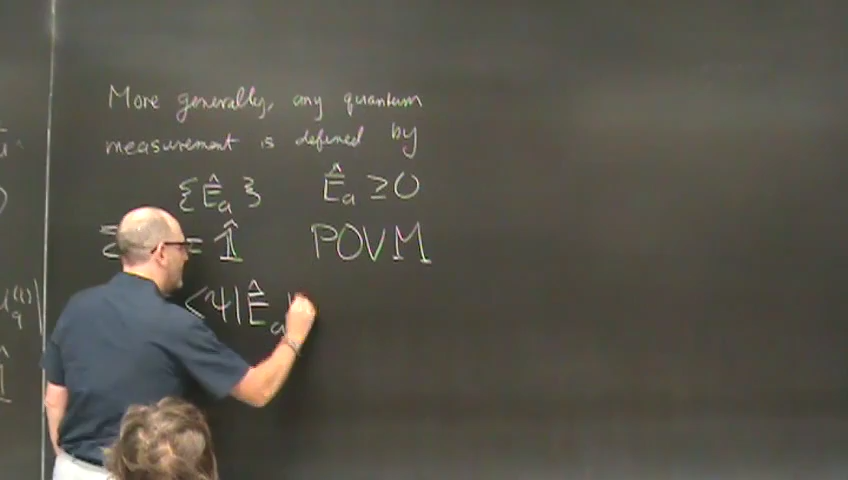 More generally, any quantum
measurement is defined by
{Ê_a} Ê_a ≥ 0
Σ = 1̂ POVM
<Ψ|Ê_a|